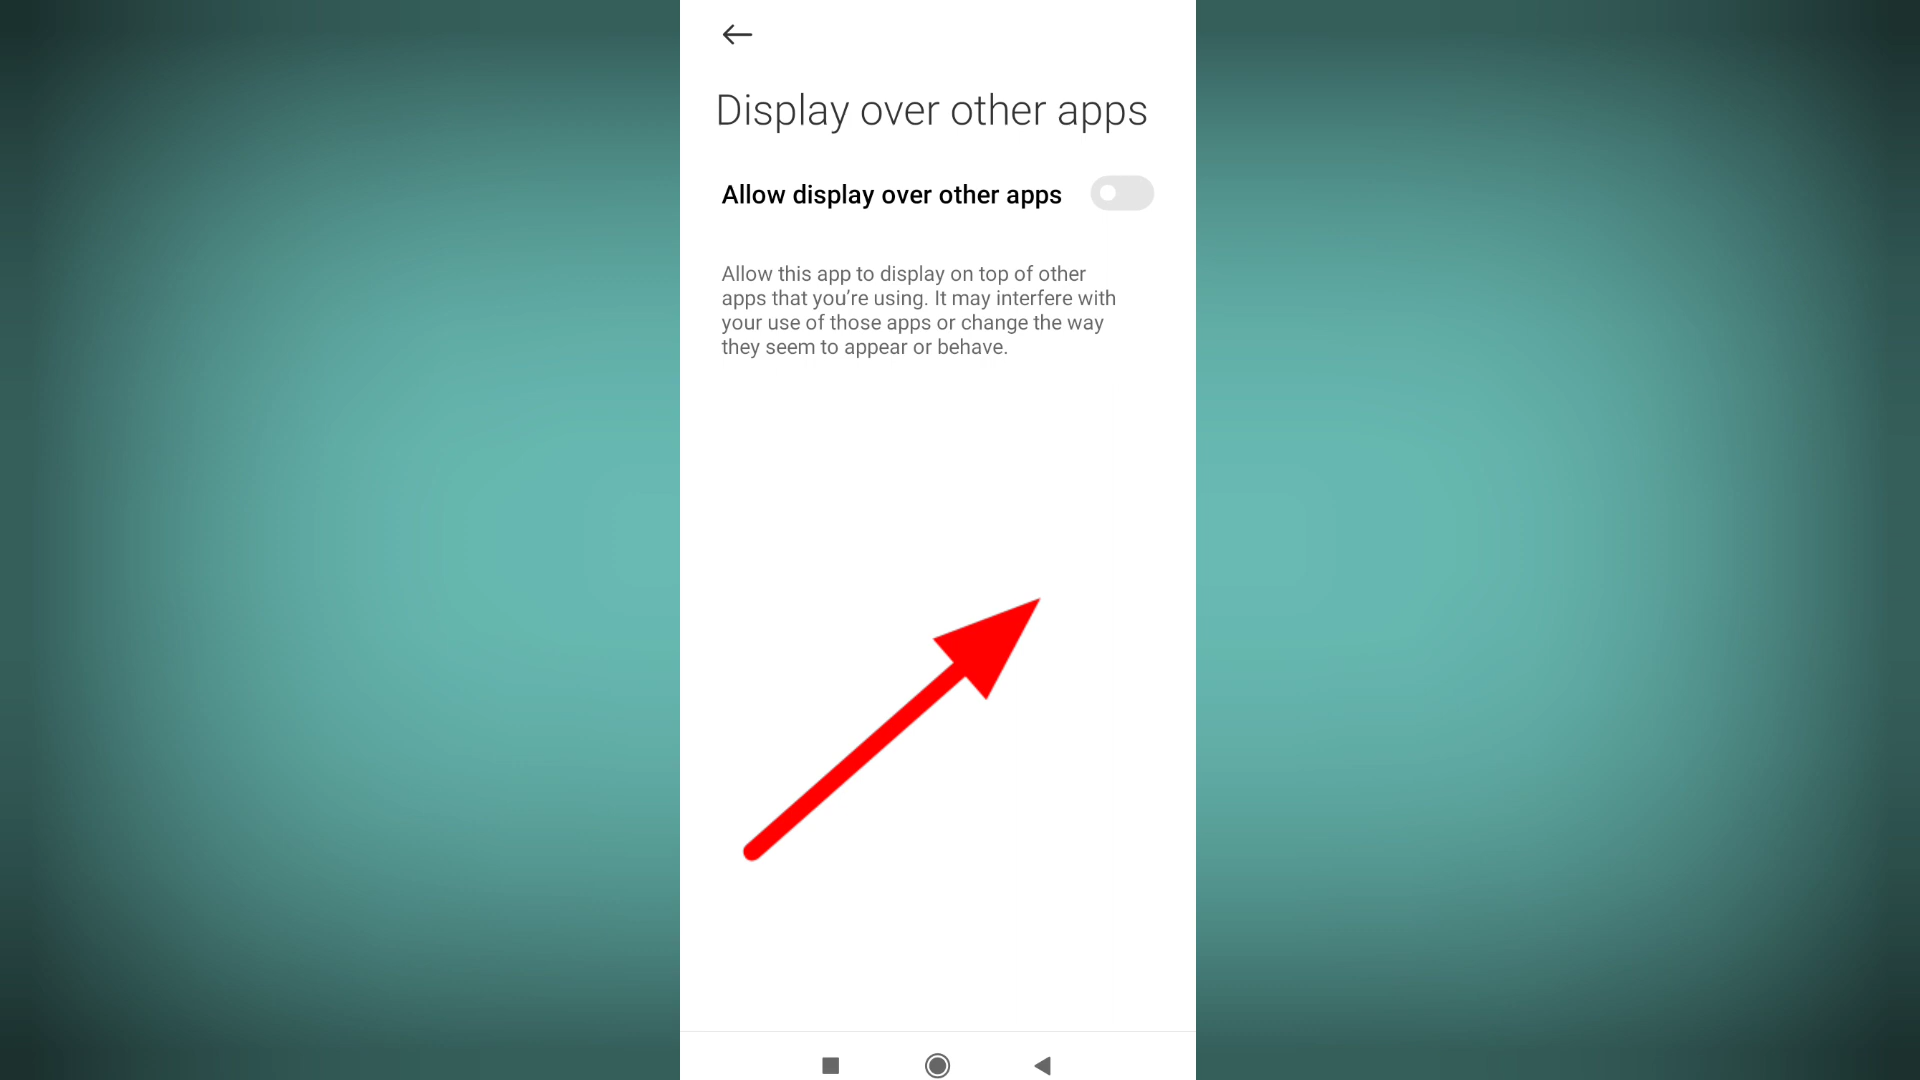 Display over other apps
Allow display over other apps
Allow this app to display on top of other
apps that you’re using. It may interfere with
your use of those apps or change the way
they seem to appear or behave.